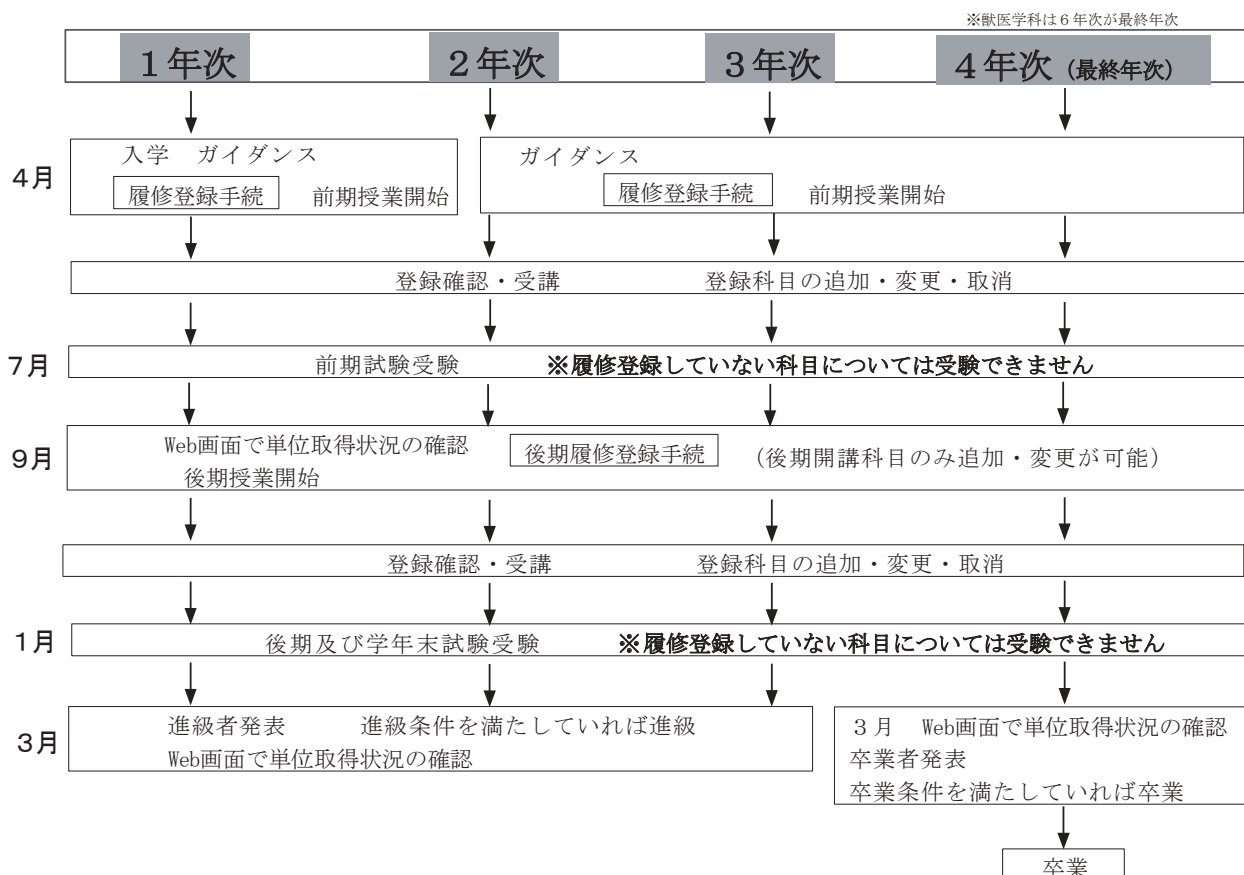 ※獣医学科は６年次が最終年次
１年次 ２年次 ３年次 ４年次（最終年次）
4月
入学　ガイダンス
履修登録手続　前期授業開始
ガイダンス
履修登録手続　前期授業開始
登録確認・受講　登録科目の追加・変更・取消
7月
前期試験受験　※履修登録していない科目については受験できません
9月
Web画面で単位取得状況の確認　後期履修登録手続　（後期開講科目のみ追加・変更が可能）
後期授業開始
登録確認・受講　登録科目の追加・変更・取消
1月
後期及び学年末試験受験　※履修登録していない科目については受験できません
3月
進級者発表　進級条件を満たしていれば進級
Web画面で単位取得状況の確認
３月　Web画面で単位取得状況の確認
卒業者発表
卒業条件を満たしていれば卒業
卒業